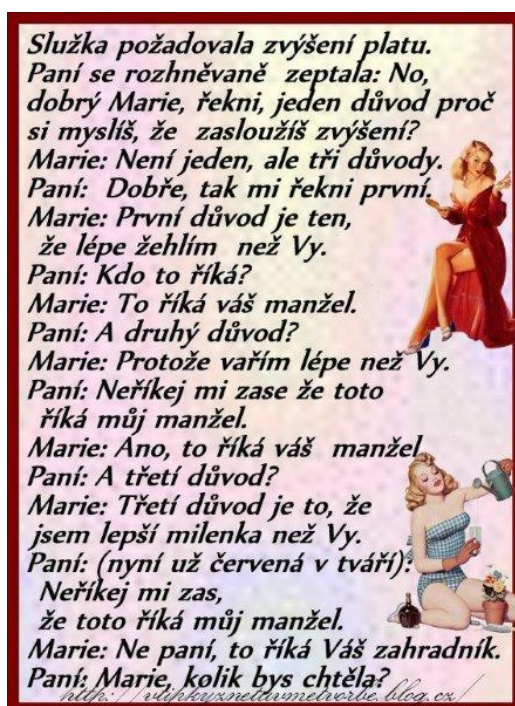 Služka požadovala zvýšení platu.
Paní se rozhněvaně zeptala: No,
dobrý Marie, řekni, jeden důvod proč
si myslíš, že zasloužíš zvýšení?
Marie: Není jeden, ale tři důvody.
Paní: Dobře, tak mi řekni první.
Marie: První důvod je ten,
že lépe žehlím než Vy.
Paní: Kdo to říká?
Marie: To říká váš manžel.
Paní: A druhý důvod?
Marie: Protože vařím lépe než Vy.
Paní: Neříkej mi zase že toto
říká můj manžel.
Marie: Ano, to říká váš manžel
Paní: A třetí důvod?
Marie: Třetí důvod je to, že
jsem lepší milenka než Vy.
Paní: (nyní už červená v tváří):
Neříkej mi zas,
že toto říká můj manžel.
Marie: Ne paní, to říká Váš zahradník.
Paní: Marie, kolik bys chtěla?